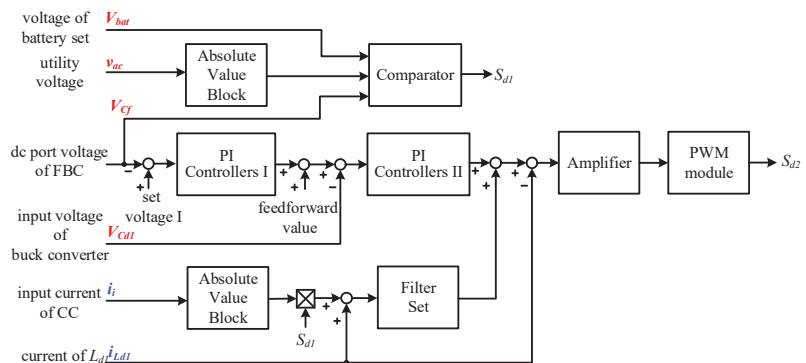 voltage of
battery set
V_bat
utility
voltage
v_ac
Absolute
Value
Block
Comparator
S_d1
V_Cf
dc port voltage
of FBC
−
+
set
voltage I
PI
Controllers I
+
+
feedforward
value
+
−
PI
Controllers II
+
+
+
−
Amplifier
PWM
module
S_d2
input voltage
of
buck converter
V_Cd1
input current
of CC
i_i
Absolute
Value
Block
S_d1
+
+
Filter
Set
current of L_d1
i_Ld1